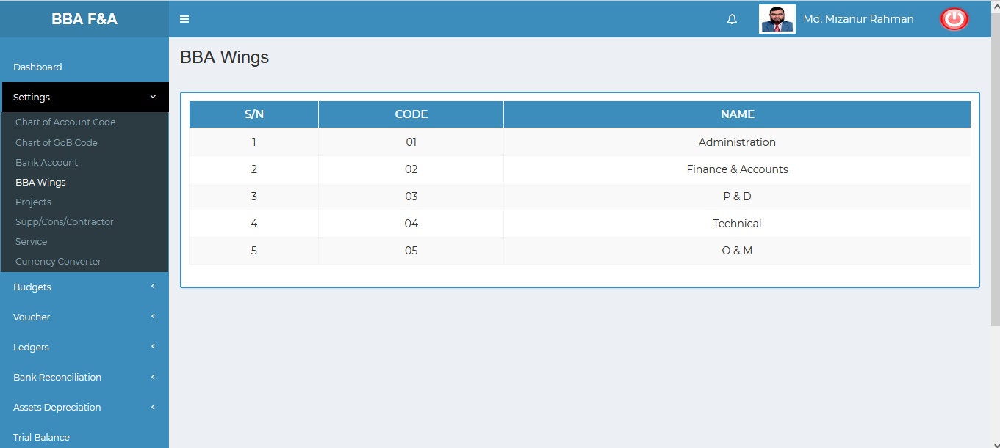 BBA F&A
Md. Mizanur Rahman
Dashboard
Settings
Chart of Account Code
Chart of GoB Code
Bank Account
BBA Wings
Projects
Supp/Cons/Contractor
Service
Currency Converter
Budgets
Voucher
Ledgers
Bank Reconciliation
Assets Depreciation
Trial Balance
BBA Wings
S/N CODE NAME
1 01 Administration
2 02 Finance & Accounts
3 03 P & D
4 04 Technical
5 05 O & M